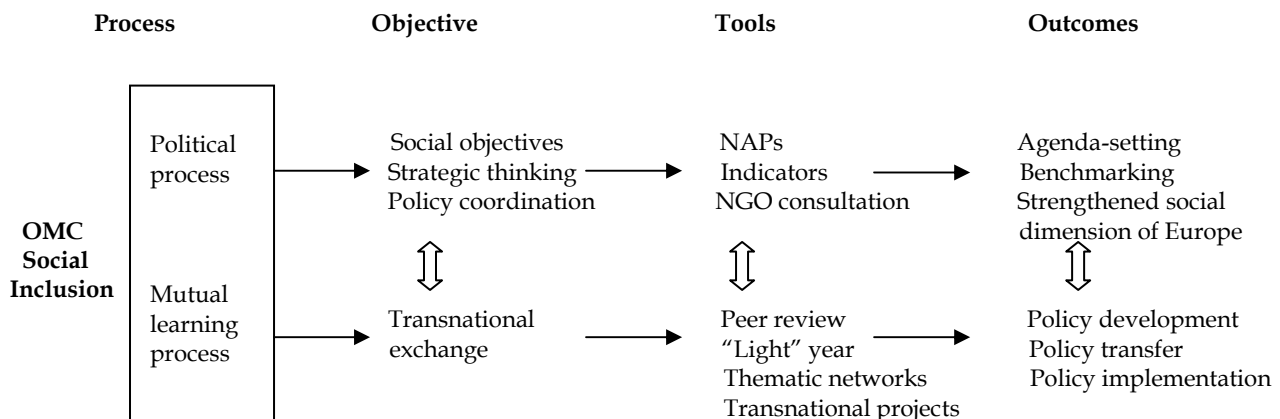 Process Objective Tools Outcomes
OMC
Social
Inclusion
Political
process
Social objectives
Strategic thinking
Policy coordination
NAPs
Indicators
NGO consultation
Agenda-setting
Benchmarking
Strengthened social
dimension of Europe
Mutual
learning
process
Transnational
exchange
Peer review
“Light” year
Thematic networks
Transnational projects
Policy development
Policy transfer
Policy implementation